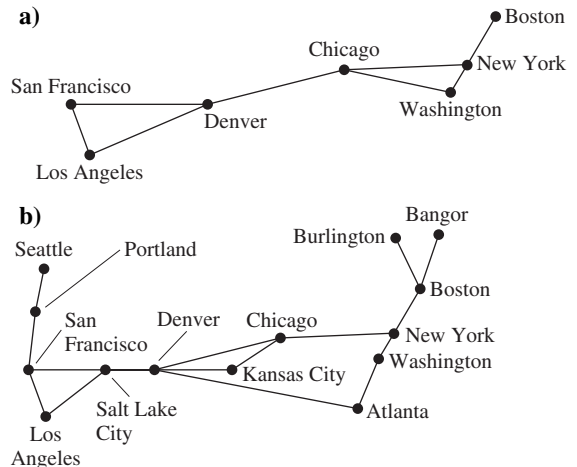 a)
Boston
Chicago
New York
San Francisco
Washington
Denver
Los Angeles
b)
Bangor
Burlington
Seattle
Portland
Boston
San
Francisco
Denver
Chicago
New York
Washington
Kansas City
Salt Lake
City
Atlanta
Los
Angeles